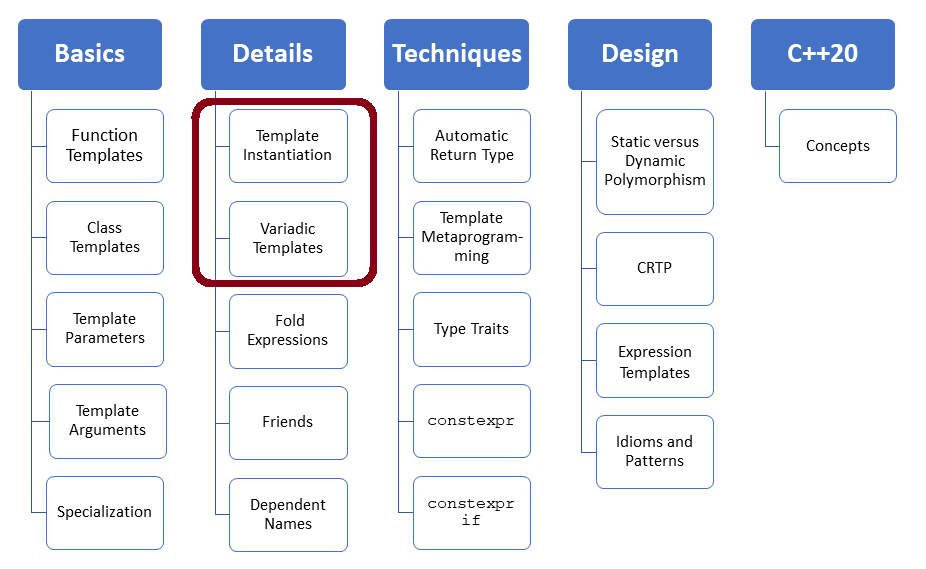 Basics
Function
Templates
Class
Templates
Template
Parameters
Template
Arguments
Specialization
Details
Template
Instantiation
Variadic
Templates
Fold
Expressions
Friends
Dependent
Names
Techniques
Automatic
Return Type
Template
Metaprogram-
ming
Type Traits
constexpr
constexpr
if
Design
Static versus
Dynamic
Polymorphism
CRTP
Expression
Templates
Idioms and
Patterns
C++20
Concepts